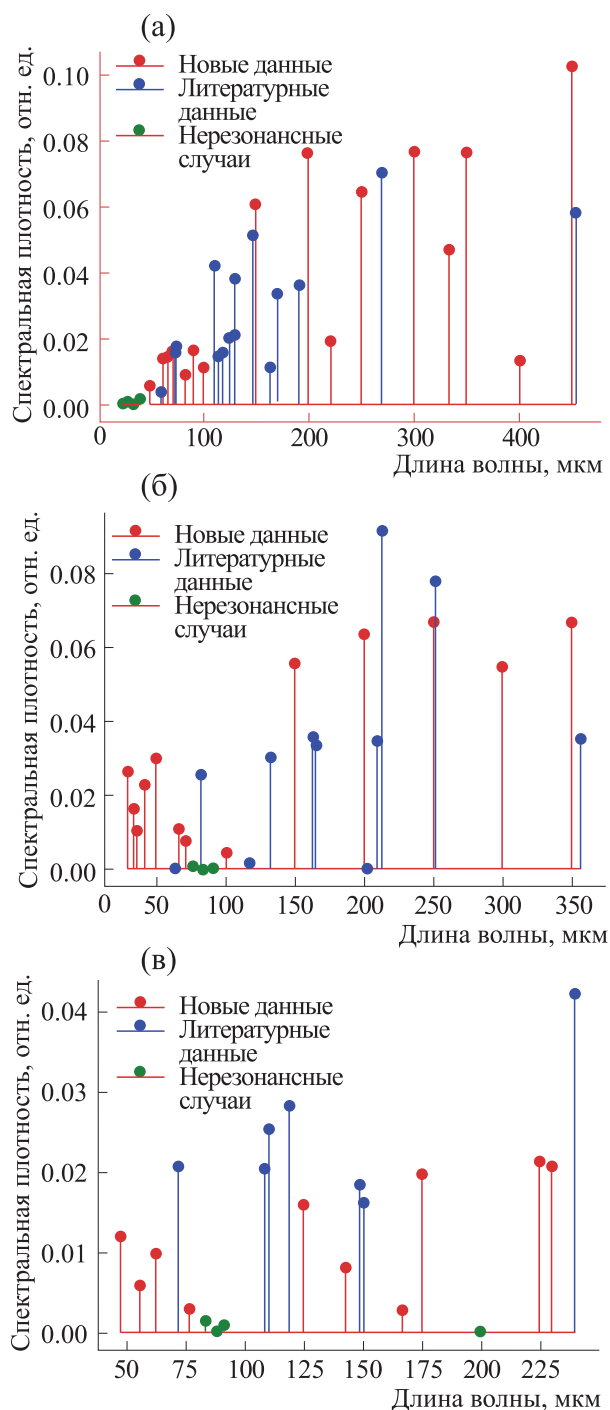 (а)
Спектральная плотность, отн. ед.
Новые данные
Литературные
данные
Нерезонансные
случаи
0.10
0.08
0.06
0.04
0.02
0.00
0
100
200
300
400
Длина волны, мкм
(б)
Спектральная плотность, отн. ед.
Новые данные
Литературные
данные
Нерезонансные
случаи
0.08
0.06
0.04
0.02
0.00
0
50
100
150
200
250
300
350
Длина волны, мкм
(в)
Спектральная плотность, отн. ед.
Новые данные
Литературные
данные
Нерезонансные
случаи
0.04
0.03
0.02
0.01
0.00
50
75
100
125
150
175
200
225
Длина волны, мкм